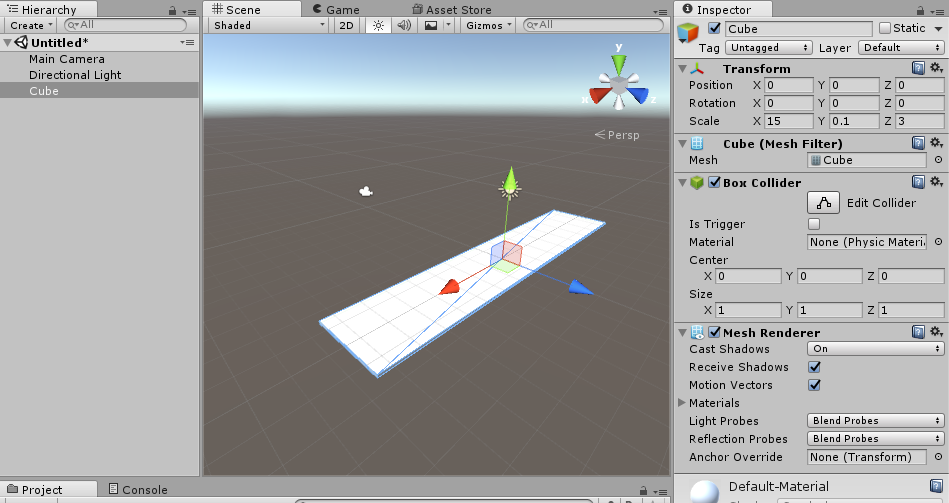 Hierarchy
Create
All
Untitled*
Main Camera
Directional Light
Cube
Scene
Game
Asset Store
Shaded
2D
Gizmos
All
y
x
z
Persp
Inspector
Cube
Static
Tag Untagged Layer Default
Transform
Position X 0 Y 0 Z 0
Rotation X 0 Y 0 Z 0
Scale X 15 Y 0.1 Z 3
Cube (Mesh Filter)
Mesh Cube
Box Collider
Edit Collider
Is Trigger
Material None (Physic Materi
Center
X 0 Y 0 Z 0
Size
X 1 Y 1 Z 1
Mesh Renderer
Cast Shadows On
Receive Shadows
Motion Vectors
Materials
Light Probes Blend Probes
Reflection Probes Blend Probes
Anchor Override None (Transform)
Default-Material
Project
Console